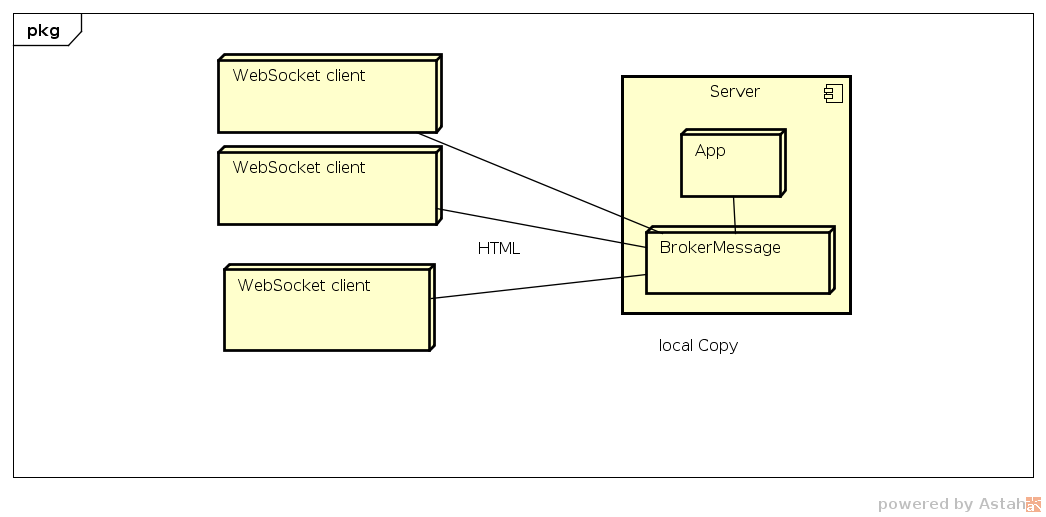 pkg
WebSocket client
WebSocket client
WebSocket client
HTML
Server
App
BrokerMessage
local Copy
powered by Astah